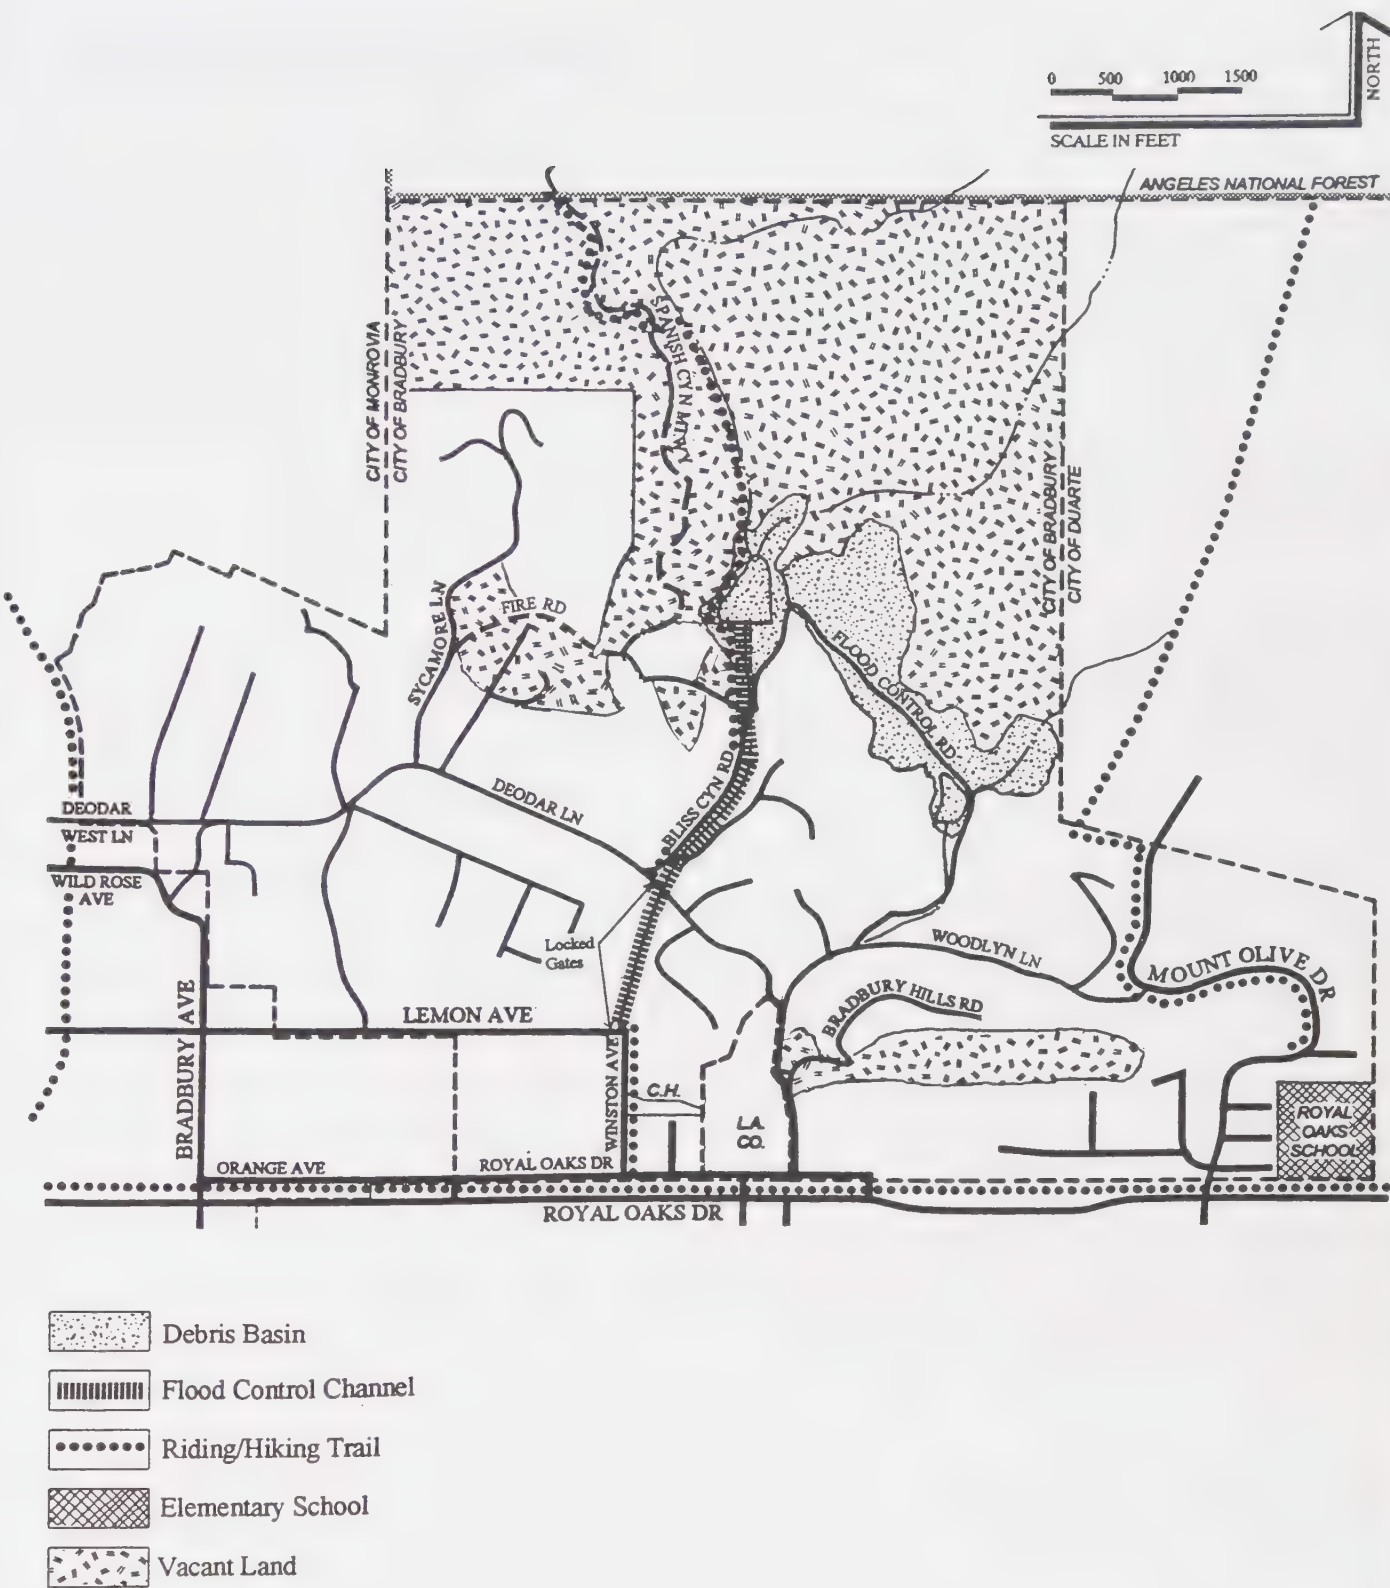 0 500 1000 1500
NORTH
SCALE IN FEET
ANGELES NATIONAL FOREST
CITY OF MONROVIA
CITY OF BRADBURY
SPANISH CYN MTWY
CITY OF BRADBURY
CITY OF DUARTE
SYCAMORE LN
FIRE RD
FLOOD CONTROL RD
DEODAR
WEST LN
WILD ROSE
AVE
DEODAR LN
BLISS CYN RD
Locked
Gates
WOODLYN LN
BRADBURY HILLS RD
MOUNT OLIVE DR
BRADBURY AVE
LEMON AVE
WINSTON AVE
C.H.
L.A.
CO.
ROYAL
OAKS
SCHOOL
ORANGE AVE
ROYAL OAKS DR
ROYAL OAKS DR
Debris Basin
Flood Control Channel
Riding/Hiking Trail
Elementary School
Vacant Land